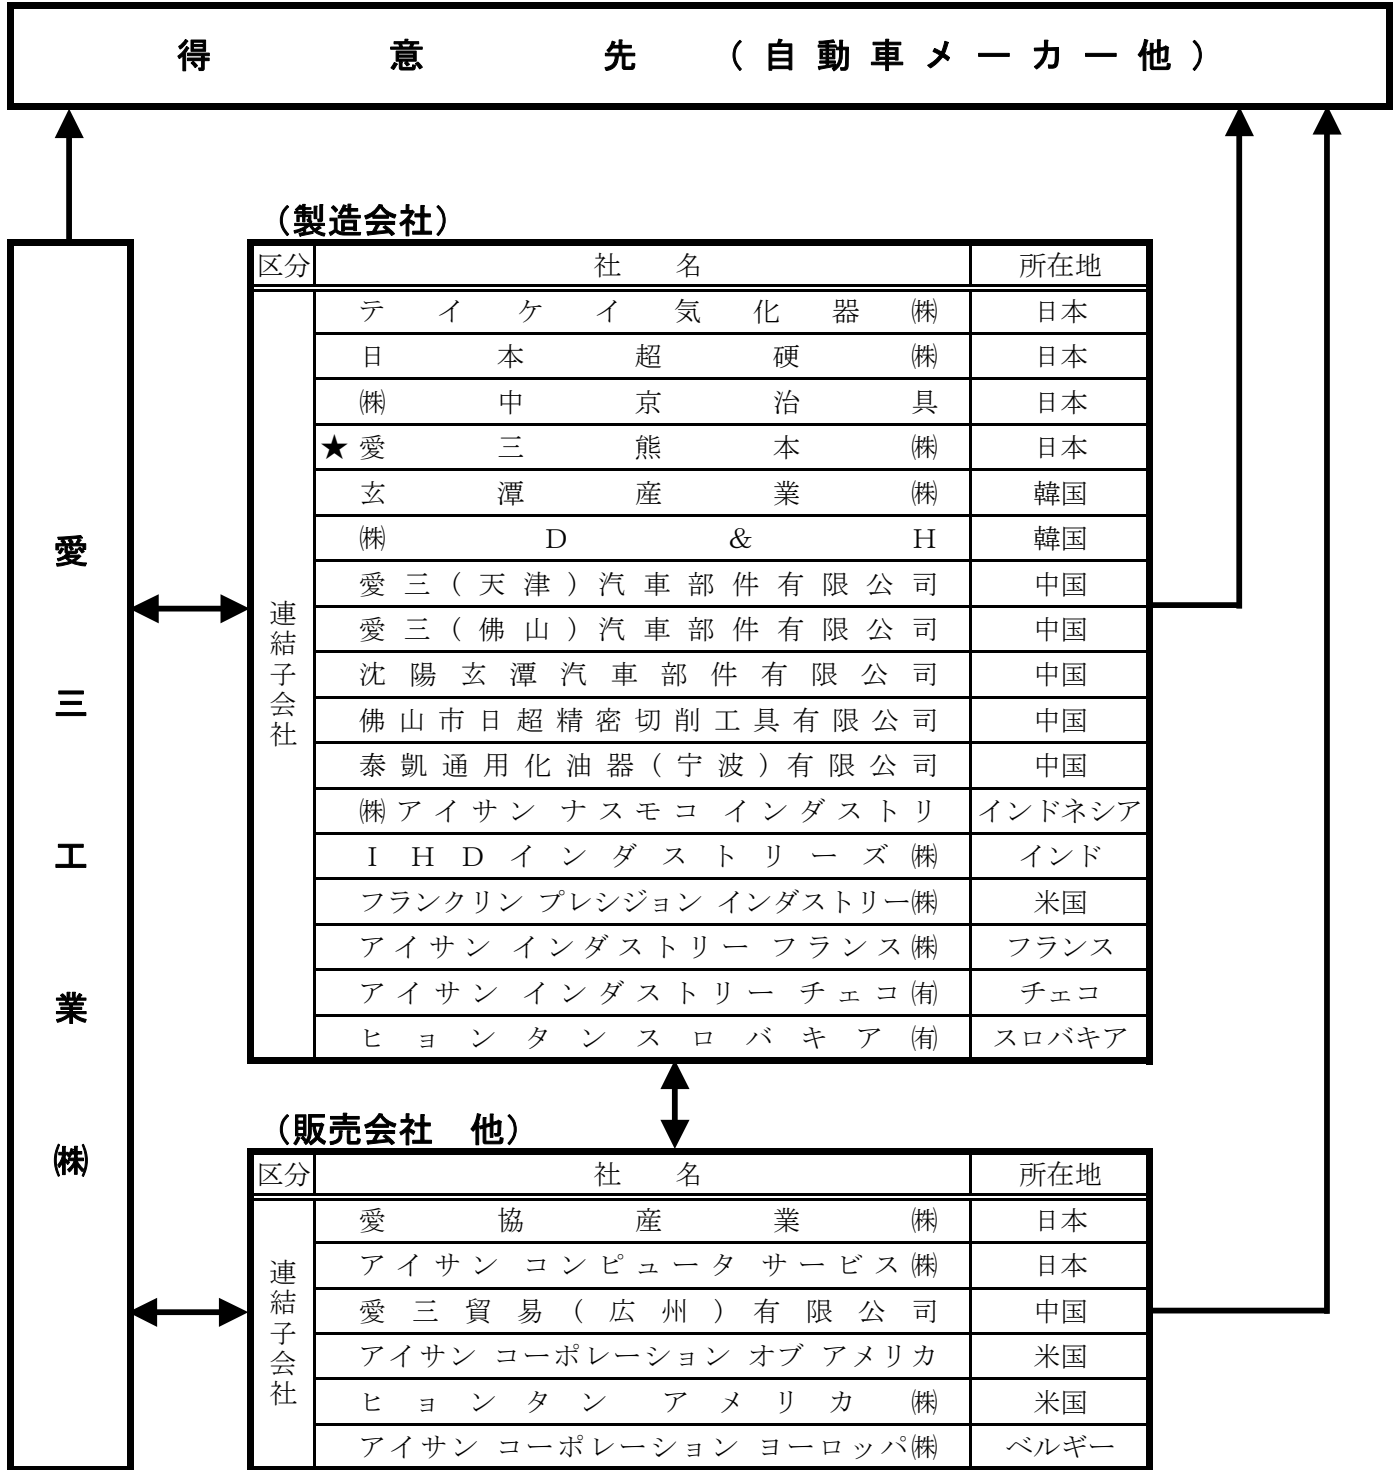 得意先（自動車メーカー他）
（製造会社）
区分 社名 所在地
テイケイ気化器㈱ 日本
日本超硬㈱ 日本
㈱中京治具 日本
★愛三熊本㈱ 日本
玄潭産業㈱ 韓国
㈱D&H 韓国
愛三（天津）汽車部件有限公司 中国
愛三（佛山）汽車部件有限公司 中国
沈陽玄潭汽車部件有限公司 中国
佛山市日超精密切削工具有限公司 中国
泰凱通用化油器（宁波）有限公司 中国
㈱アイサン ナスモコ インダストリ インドネシア
IHDインダストリーズ㈱ インド
フランクリン プレシジョン インダストリー㈱ 米国
アイサン インダストリー フランス㈱ フランス
アイサン インダストリー チェコ㈲ チェコ
ヒョンタンスロバキア㈲ スロバキア
連結子会社
愛三工業㈱
（販売会社　他）
区分 社名 所在地
愛協産業㈱ 日本
アイサン コンピュータ サービス㈱ 日本
愛三貿易（広州）有限公司 中国
アイサン コーポレーション オブ アメリカ 米国
ヒョンタン アメリカ㈱ 米国
アイサン コーポレーション ヨーロッパ㈱ ベルギー
連結子会社